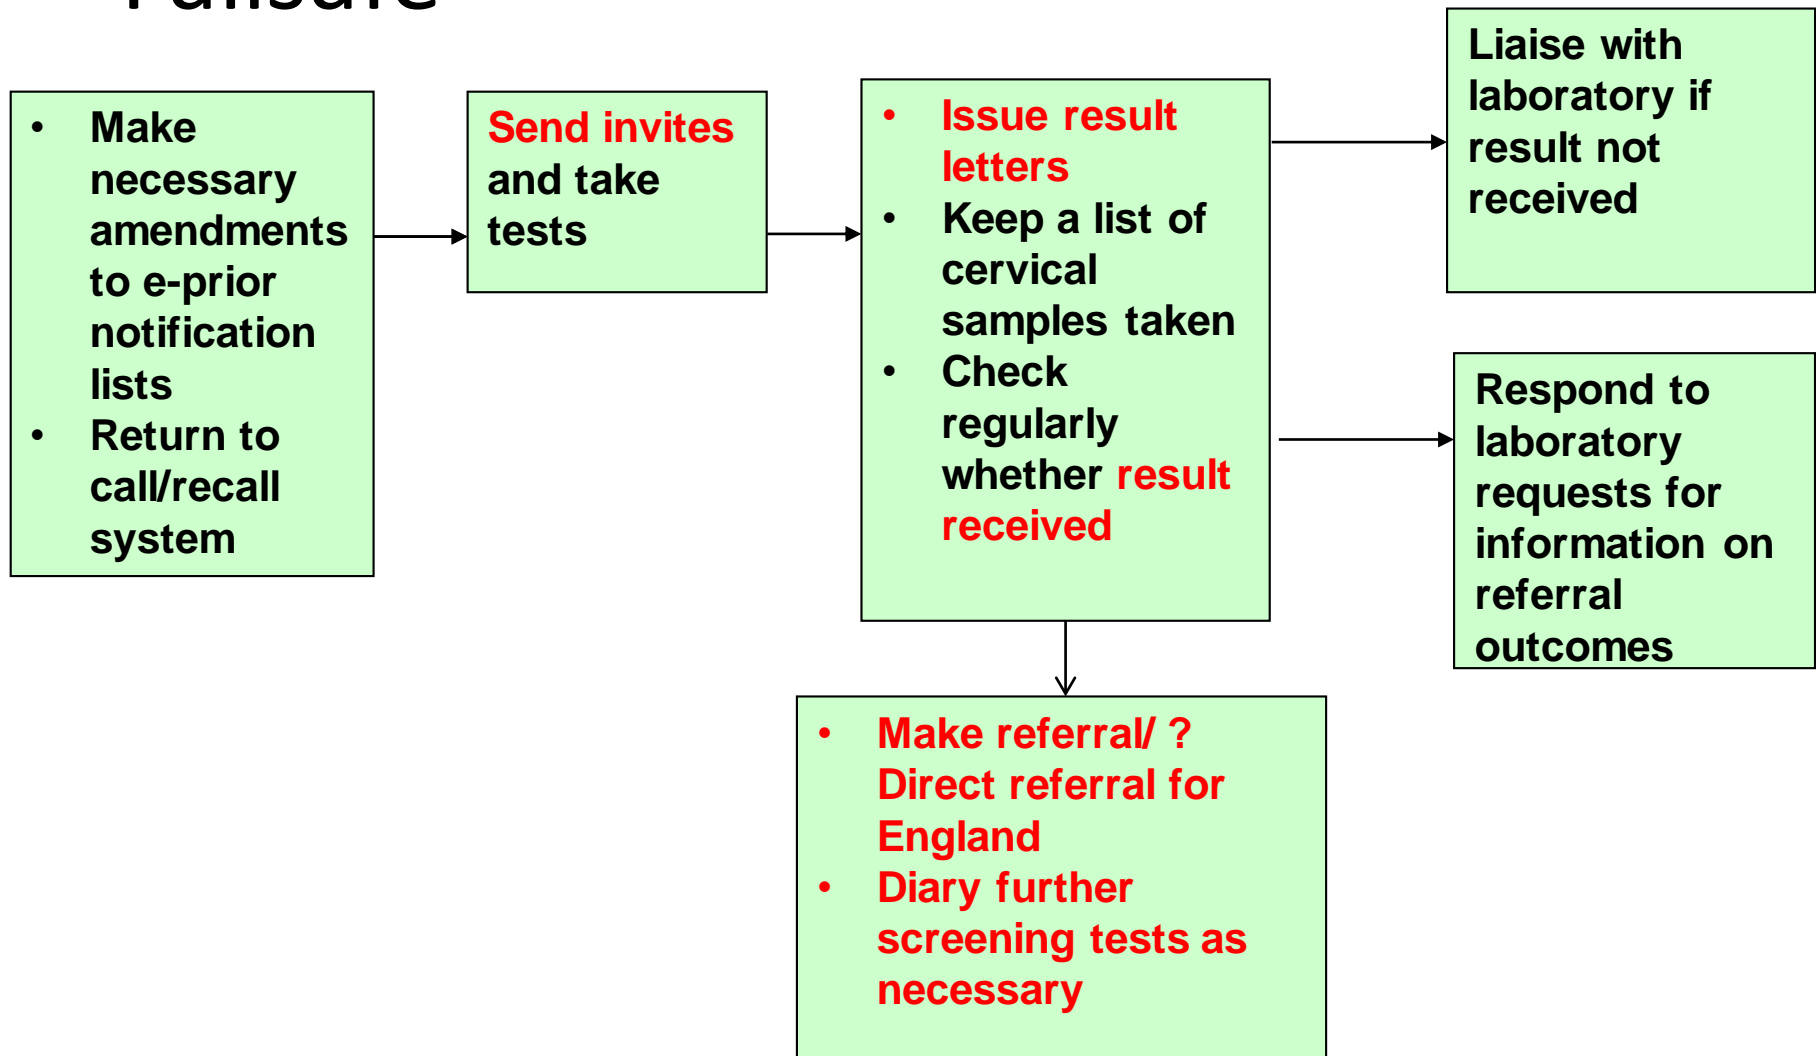 Failsafe
• Make
necessary
amendments
to e-prior
notification
lists
• Return to
call/recall
system
Send invites
and take
tests
• Issue result
letters
• Keep a list of
cervical
samples taken
• Check
regularly
whether result
received
Liaise with
laboratory if
result not
received
Respond to
laboratory
requests for
information on
referral
outcomes
• Make referral/ ?
Direct referral for
England
• Diary further
screening tests as
necessary